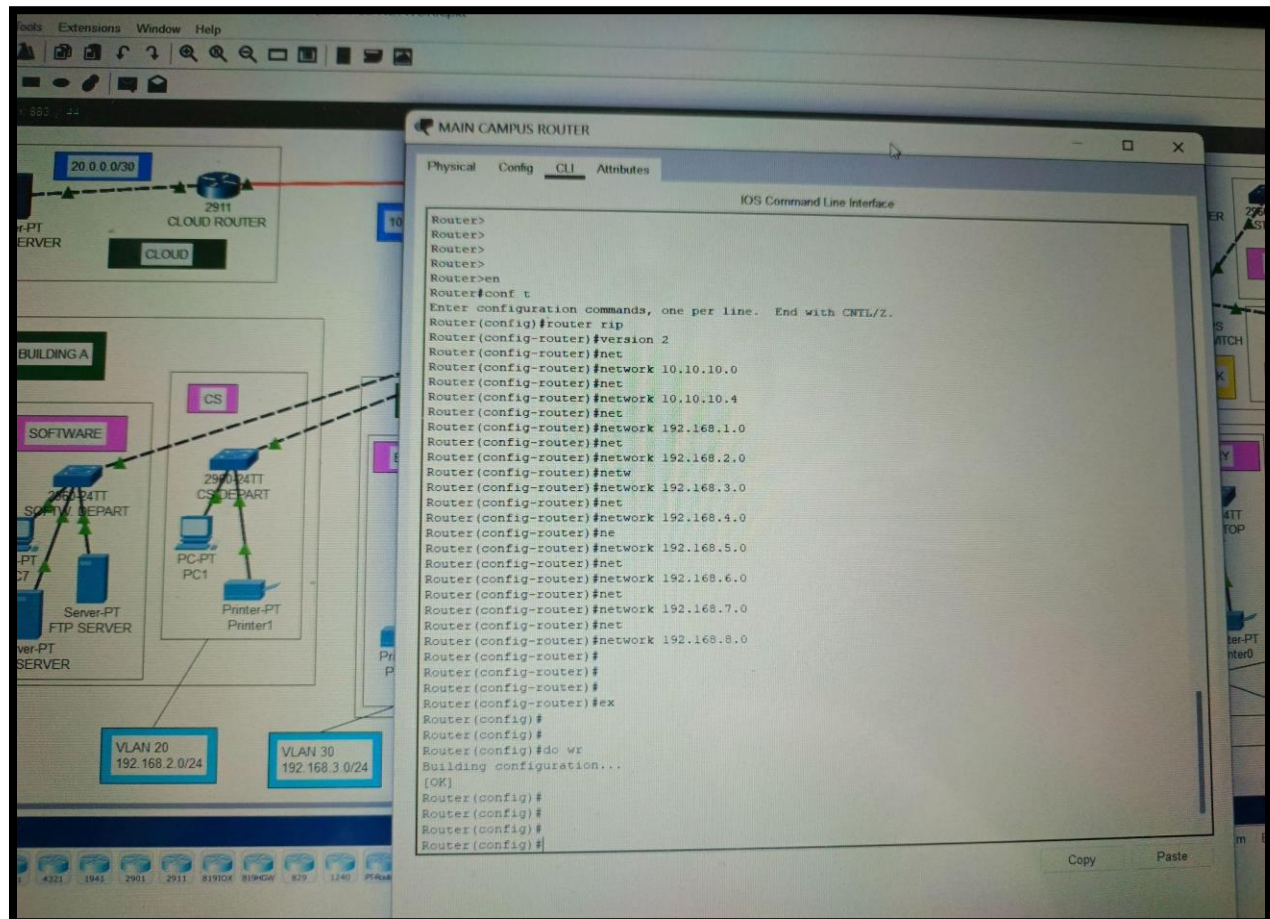 Tools Extensions Window Help
20.0.0.0/30
2911
CLOUD ROUTER
SERVER
CLOUD
BUILDING A
CS
SOFTWARE
2960-24TT
CS DEPART
2960-24TT
SOFTW. DEPART
PC-PT
PC1
Server-PT
FTP SERVER
Printer-PT
Printer1
SERVER
VLAN 20
192.168.2.0/24
VLAN 30
192.168.3.0/24
4321 1941 2901 2911 819IOX 819HGW 829 1240
MAIN CAMPUS ROUTER
Physical Config CLI Attributes
IOS Command Line Interface
Router>
Router>
Router>
Router>
Router>en
Router#conf t
Enter configuration commands, one per line. End with CNTL/Z.
Router(config)#router rip
Router(config-router)#version 2
Router(config-router)#net
Router(config-router)#network 10.10.10.0
Router(config-router)#net
Router(config-router)#network 10.10.10.4
Router(config-router)#net
Router(config-router)#network 192.168.1.0
Router(config-router)#net
Router(config-router)#network 192.168.2.0
Router(config-router)#netw
Router(config-router)#network 192.168.3.0
Router(config-router)#net
Router(config-router)#network 192.168.4.0
Router(config-router)#ne
Router(config-router)#network 192.168.5.0
Router(config-router)#net
Router(config-router)#network 192.168.6.0
Router(config-router)#net
Router(config-router)#network 192.168.7.0
Router(config-router)#net
Router(config-router)#network 192.168.8.0
Router(config-router)#
Router(config-router)#
Router(config-router)#
Router(config-router)#ex
Router(config)#
Router(config)#
Router(config)#do wr
Building configuration...
[OK]
Router(config)#
Router(config)#
Router(config)#
Router(config)#
Copy Paste